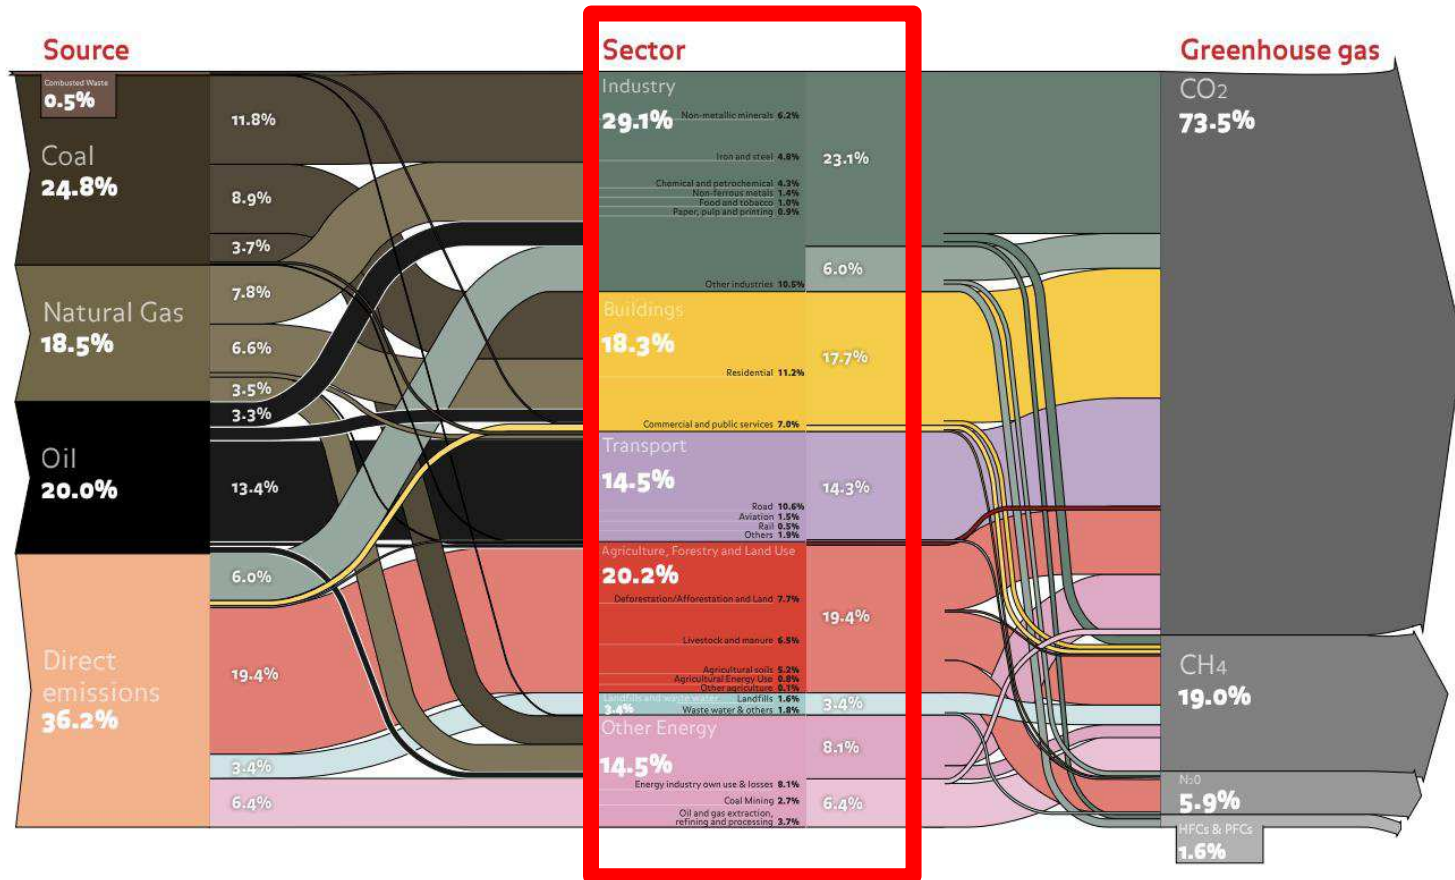 Source
Combusted Waste
0.5%
Coal
24.8%
Natural Gas
18.5%
Oil
20.0%
Direct
emissions
36.2%
11.8%
8.9%
3.7%
7.8%
6.6%
3.5%
3.3%
13.4%
6.0%
19.4%
3.4%
6.4%
Sector
Industry
29.1%
Non-metallic minerals 6.2%
Iron and steel 4.8%
Chemical and petrochemical 4.3%
Non-ferrous metals 1.4%
Food and tobacco 1.0%
Paper, pulp and printing 0.9%
Other industries 10.5%
Buildings
18.3%
Residential 11.2%
Commercial and public services 7.0%
Transport
14.5%
Road 10.6%
Aviation 1.5%
Rail 0.5%
Others 1.9%
Agriculture, Forestry and Land Use
20.2%
Deforestation/Afforestation and Land 7.7%
Livestock and manure 6.5%
Agricultural soils 5.2%
Agricultural Energy Use 0.8%
Other agriculture 0.1%
Landfills and waste water
3.4%
Landfills 1.6%
Waste water & others 1.8%
Other Energy
14.5%
Energy industry own use & losses 8.1%
Coal Mining 2.7%
Oil and gas extraction,
refining and processing 3.7%
23.1%
6.0%
17.7%
14.3%
19.4%
3.4%
8.1%
6.4%
Greenhouse gas
CO2
73.5%
CH4
19.0%
N2O
5.9%
HFCs & PFCs
1.6%